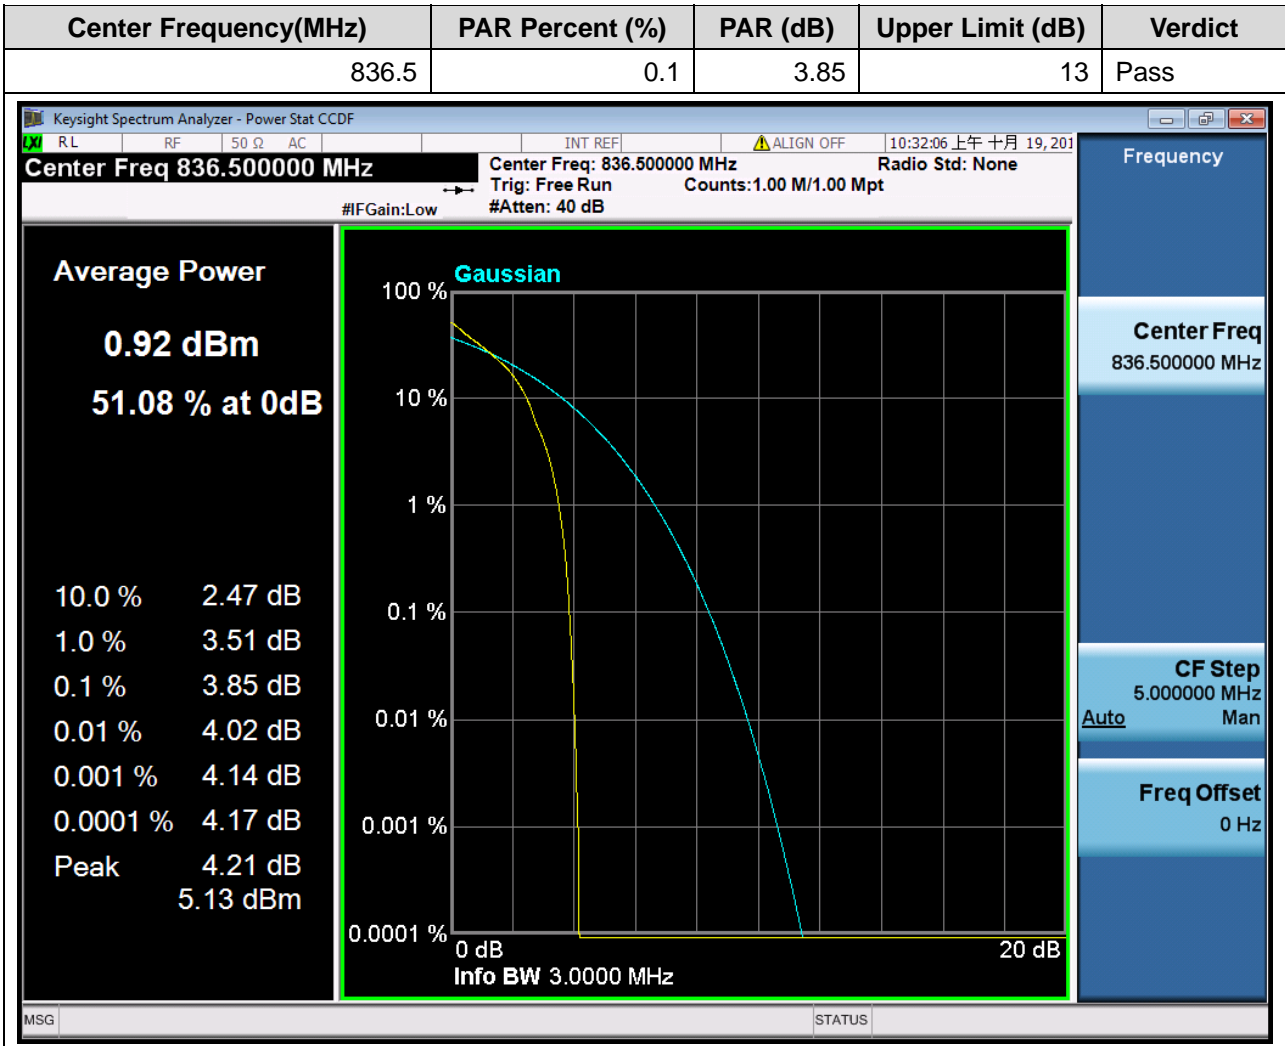 Center Frequency(MHz) PAR Percent (%) PAR (dB) Upper Limit (dB) Verdict
836.5 0.1 3.85 13 Pass
Keysight Spectrum Analyzer - Power Stat CCDF
LXI RL RF 50 Ω AC INT REF ALIGN OFF 10:32:06 上午 十月 19, 201
Center Freq 836.500000 MHz
Center Freq: 836.500000 MHz Radio Std: None
Trig: Free Run Counts:1.00 M/1.00 Mpt
#IFGain:Low #Atten: 40 dB
Average Power
0.92 dBm
51.08 % at 0dB
10.0 % 2.47 dB
1.0 % 3.51 dB
0.1 % 3.85 dB
0.01 % 4.02 dB
0.001 % 4.14 dB
0.0001 % 4.17 dB
Peak 4.21 dB
5.13 dBm
Gaussian
100 %
10 %
1 %
0.1 %
0.01 %
0.001 %
0.0001 %
0 dB 20 dB
Info BW 3.0000 MHz
Frequency
Center Freq
836.500000 MHz
CF Step
5.000000 MHz
Auto Man
Freq Offset
0 Hz
MSG STATUS